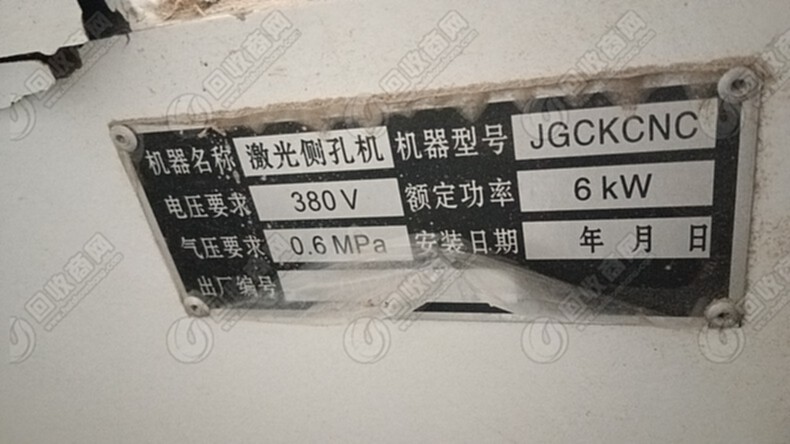 机器名称 激光侧孔机 机器型号 JGCKCNC
电压要求 380V 额定功率 6kW
气压要求 0.6MPa 安装日期 年 月 日
出厂编号
回收商网